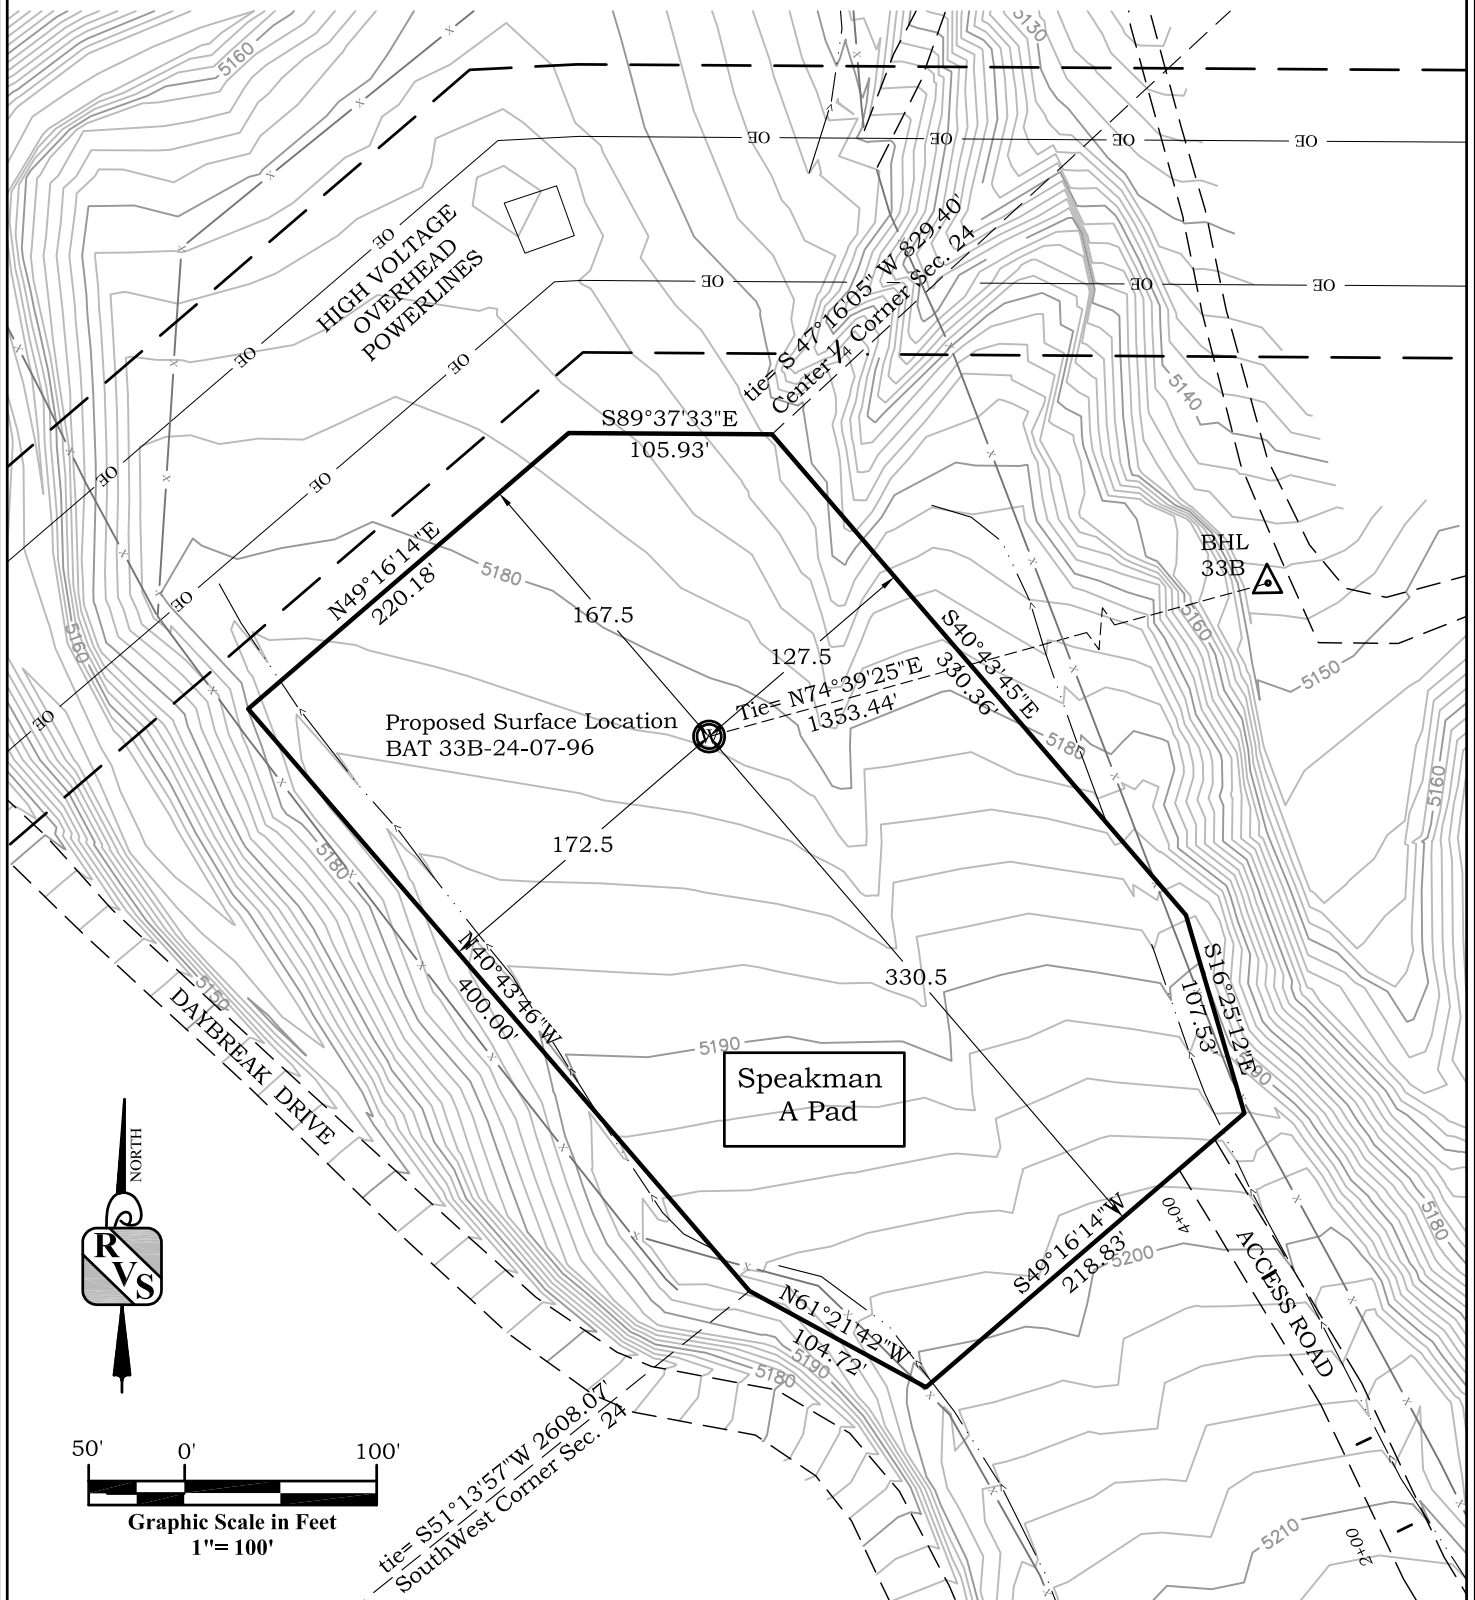 5160
5130
OE
OE
OE
OE
tie= S 47°16'05" W 829.40'
Center 1/4 Corner Sec. 24
HIGH VOLTAGE
OVERHEAD
POWERLINES
OE
OE
OE
OE
OE
OE
OE
OE
OE
OE
OE
5140
S89°37'33"E
105.93'
N49°16'14"E
220.18'
5180
167.5
127.5
BHL
33B
5160
5160
5150
S40°43'45"E
330.36'
Tie= N74°39'25"E
1353.44'
Proposed Surface Location
BAT 33B-24-07-96
W
5180
5160
172.5
5180
N40°43'46"W
400.00'
330.5
S16°25'12"E
107.53'
5150
DAYBREAK DRIVE
5190
5190
Speakman
A Pad
NORTH
R
V
S
S49°16'14"W
218.83'
4+00
5200
5180
ACCESS ROAD
N61°21'42"W
104.72'
5190
5180
tie= S51°13'57"W 2608.07'
SouthWest Corner Sec. 24
50'
0'
100'
Graphic Scale in Feet
1"= 100'
5210
2+00